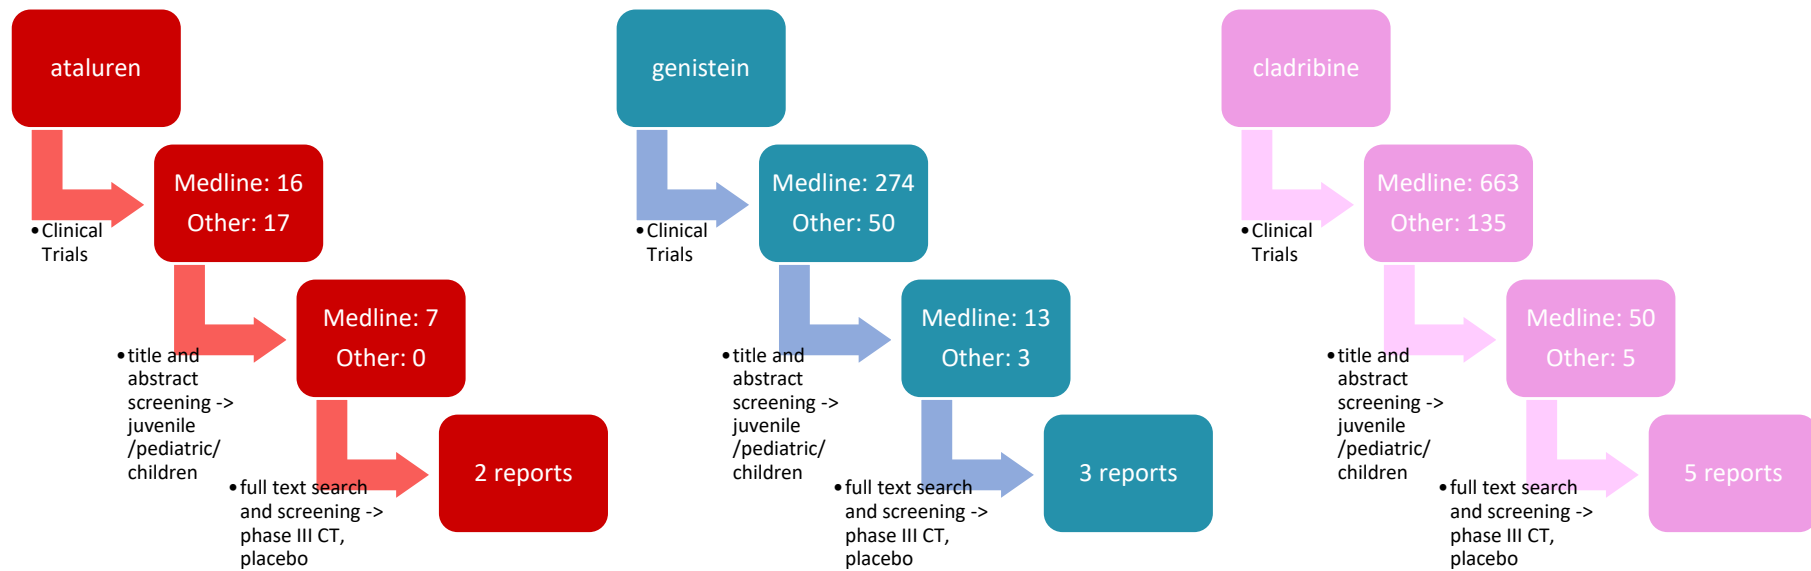 ataluren
•Clinical
Trials
Medline: 16
Other: 17
•title and
abstract
screening ->
juvenile
/pediatric/
children
Medline: 7
Other: 0
•full text search
and screening ->
phase III CT,
placebo
2 reports
genistein
•Clinical
Trials
Medline: 274
Other: 50
•title and
abstract
screening ->
juvenile
/pediatric/
children
Medline: 13
Other: 3
•full text search
and screening ->
phase III CT,
placebo
3 reports
cladribine
•Clinical
Trials
Medline: 663
Other: 135
•title and
abstract
screening ->
juvenile
/pediatric/
children
Medline: 50
Other: 5
•full text search
and screening ->
phase III CT,
placebo
5 reports